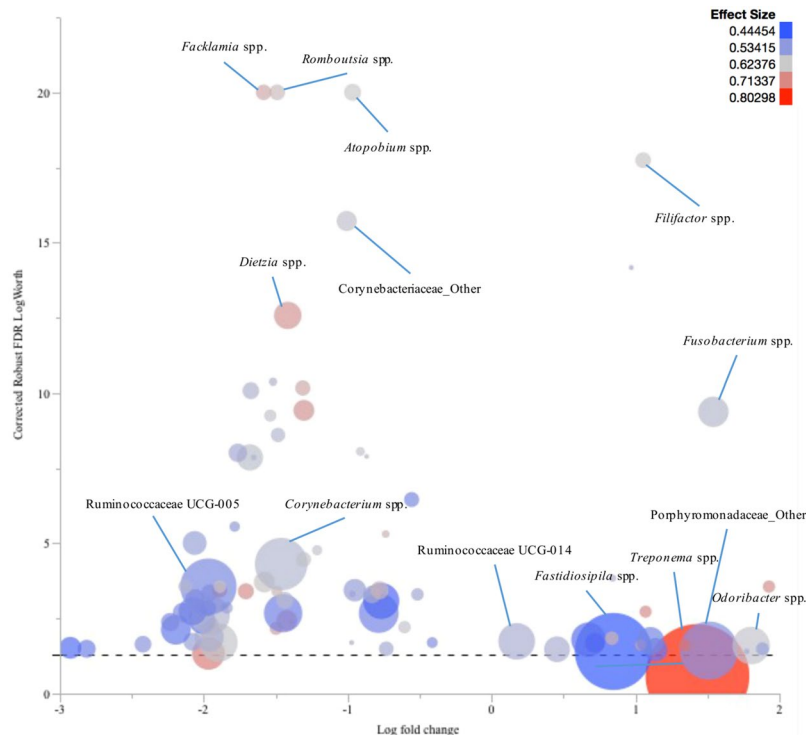 Effect Size
0.44454
0.53415
0.62376
0.71337
0.80298
Facklamia spp.
Romboutsia spp.
20
Atopobium spp.
Filifactor spp.
15
Dietzia spp.
Corynebacteriaceae_Other
Fusobacterium spp.
Corrected Robust FDR LogWorth
10
Ruminococcaceae UCG-005
Corynebacterium spp.
Porphyromonadaceae_Other
5
Ruminococcaceae UCG-014
Treponema spp.
Fastidiosipila spp.
Odoribacter spp.
0
-3 -2 -1 0 1 2
Log fold change